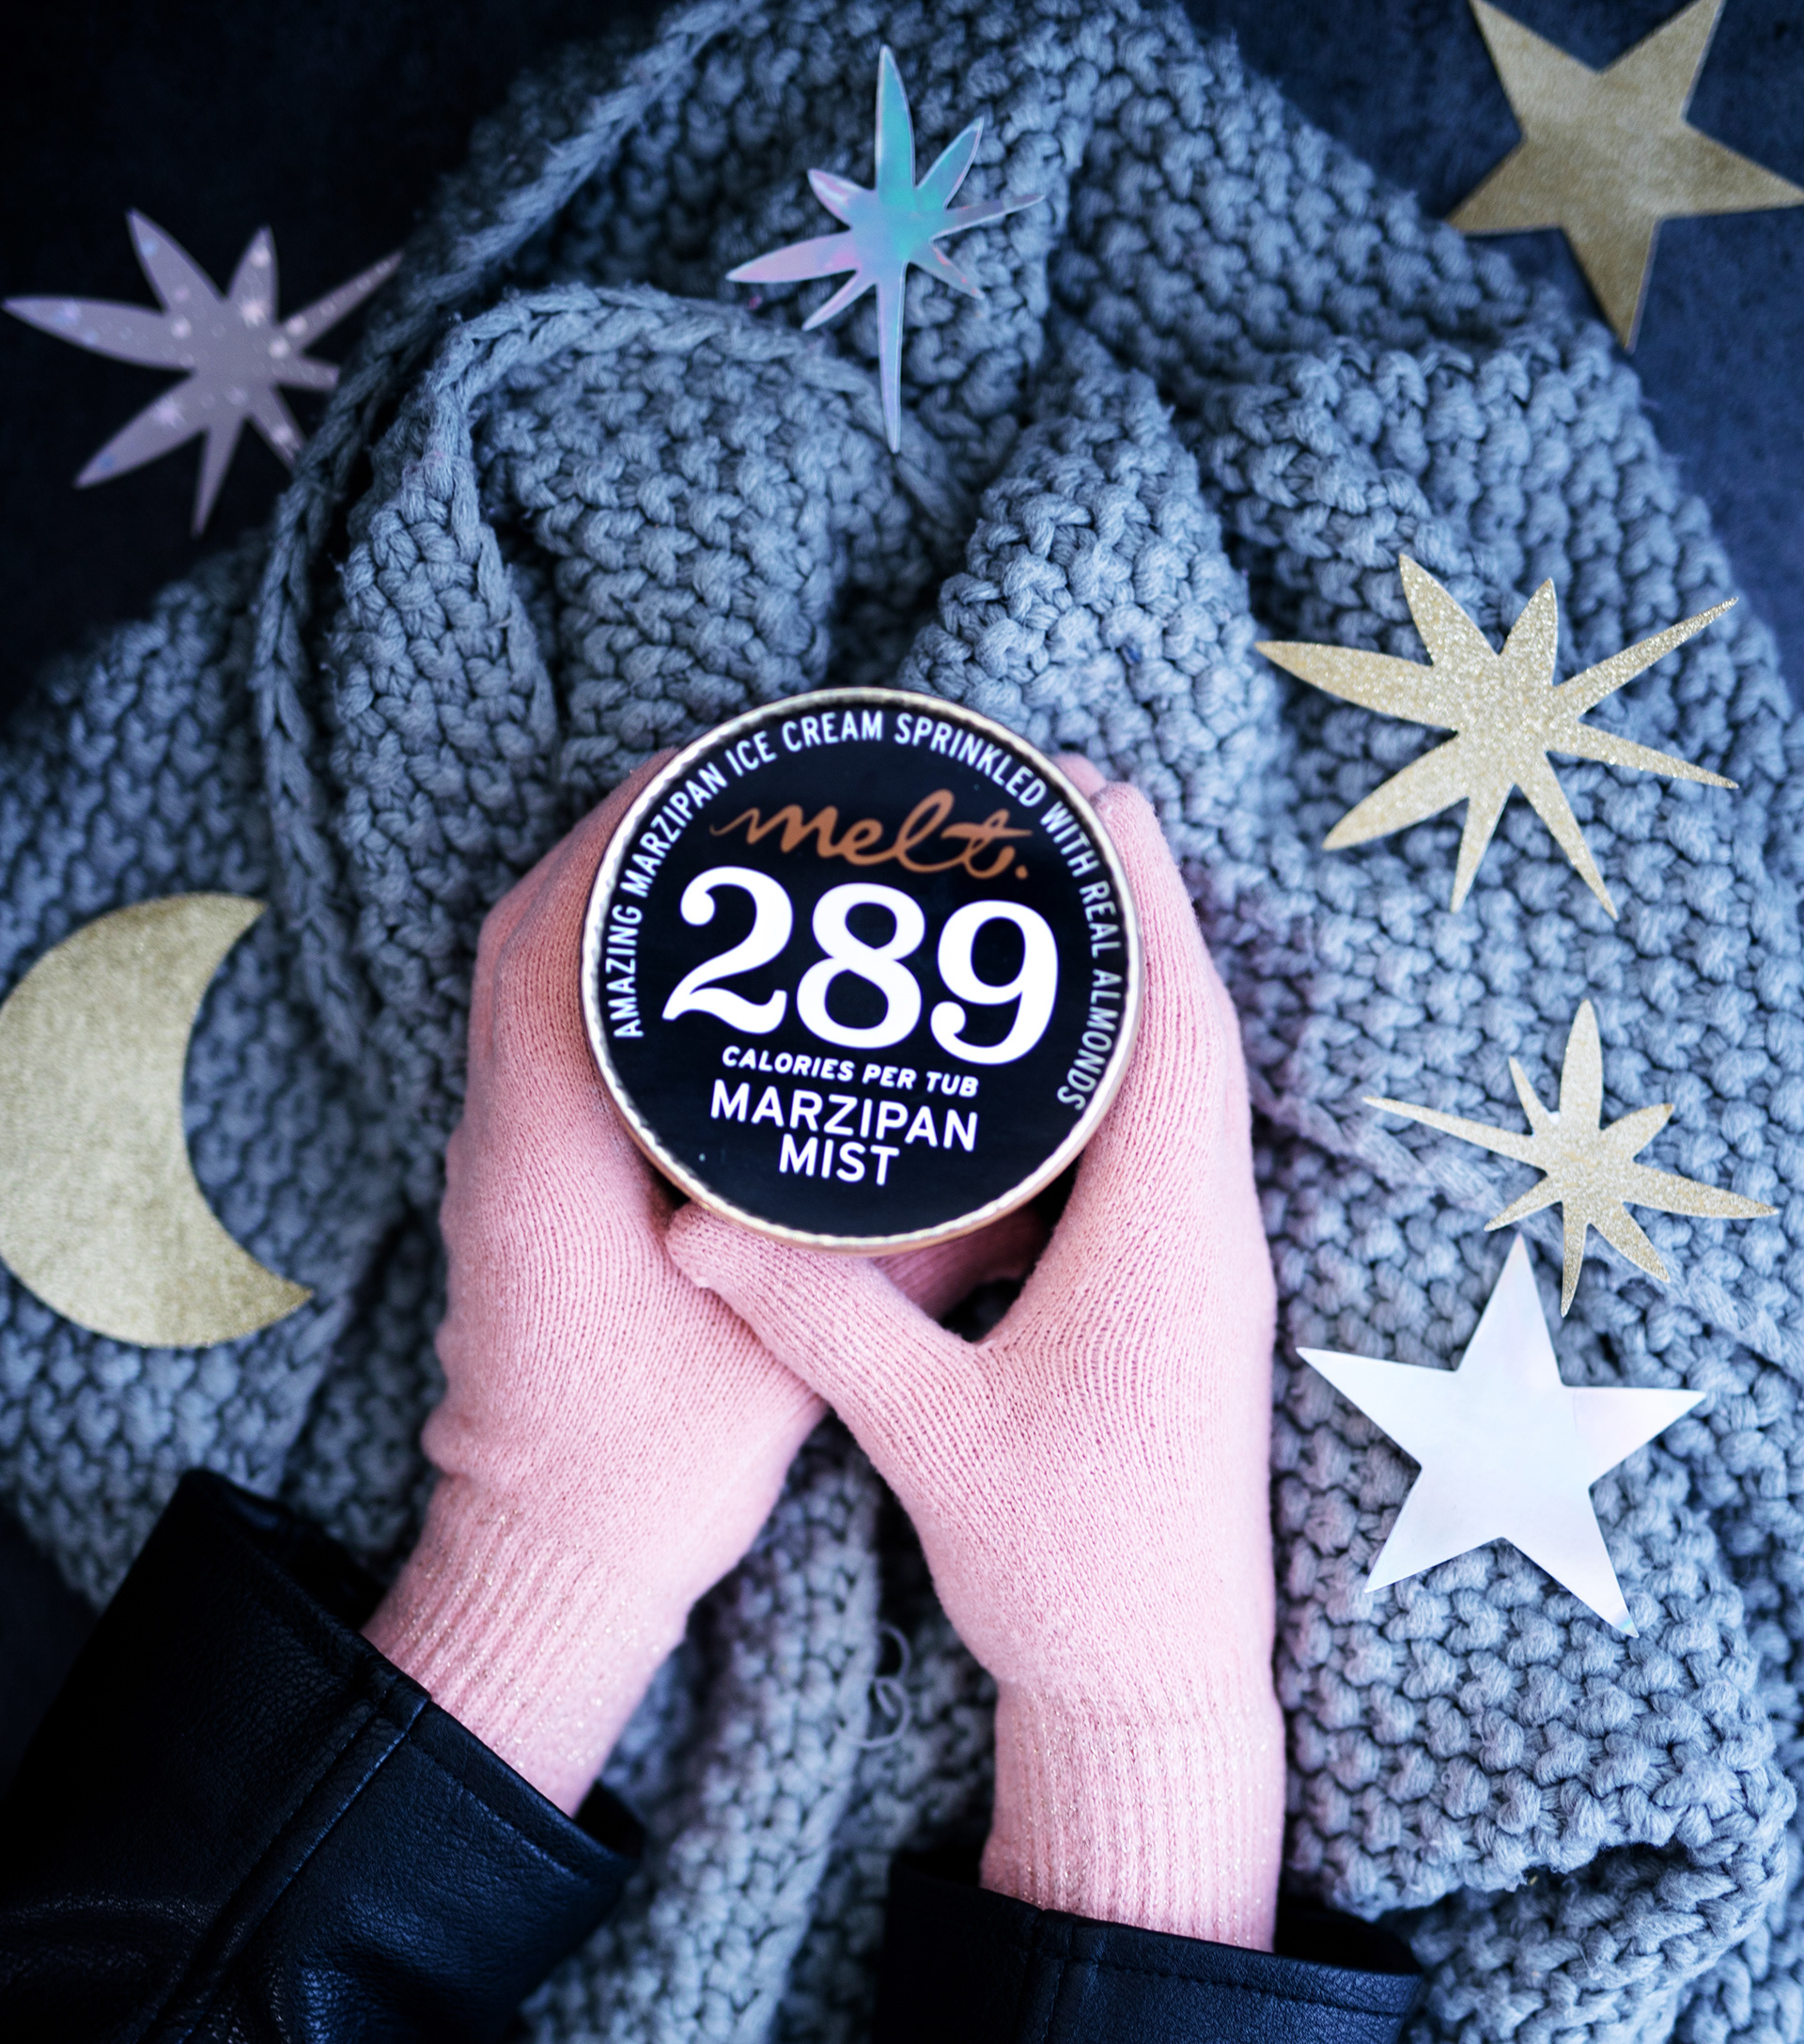 AMAZING MARZIPAN ICE CREAM SPRINKLED WITH REAL ALMONDS
melt.
289
CALORIES PER TUB
MARZIPAN
MIST